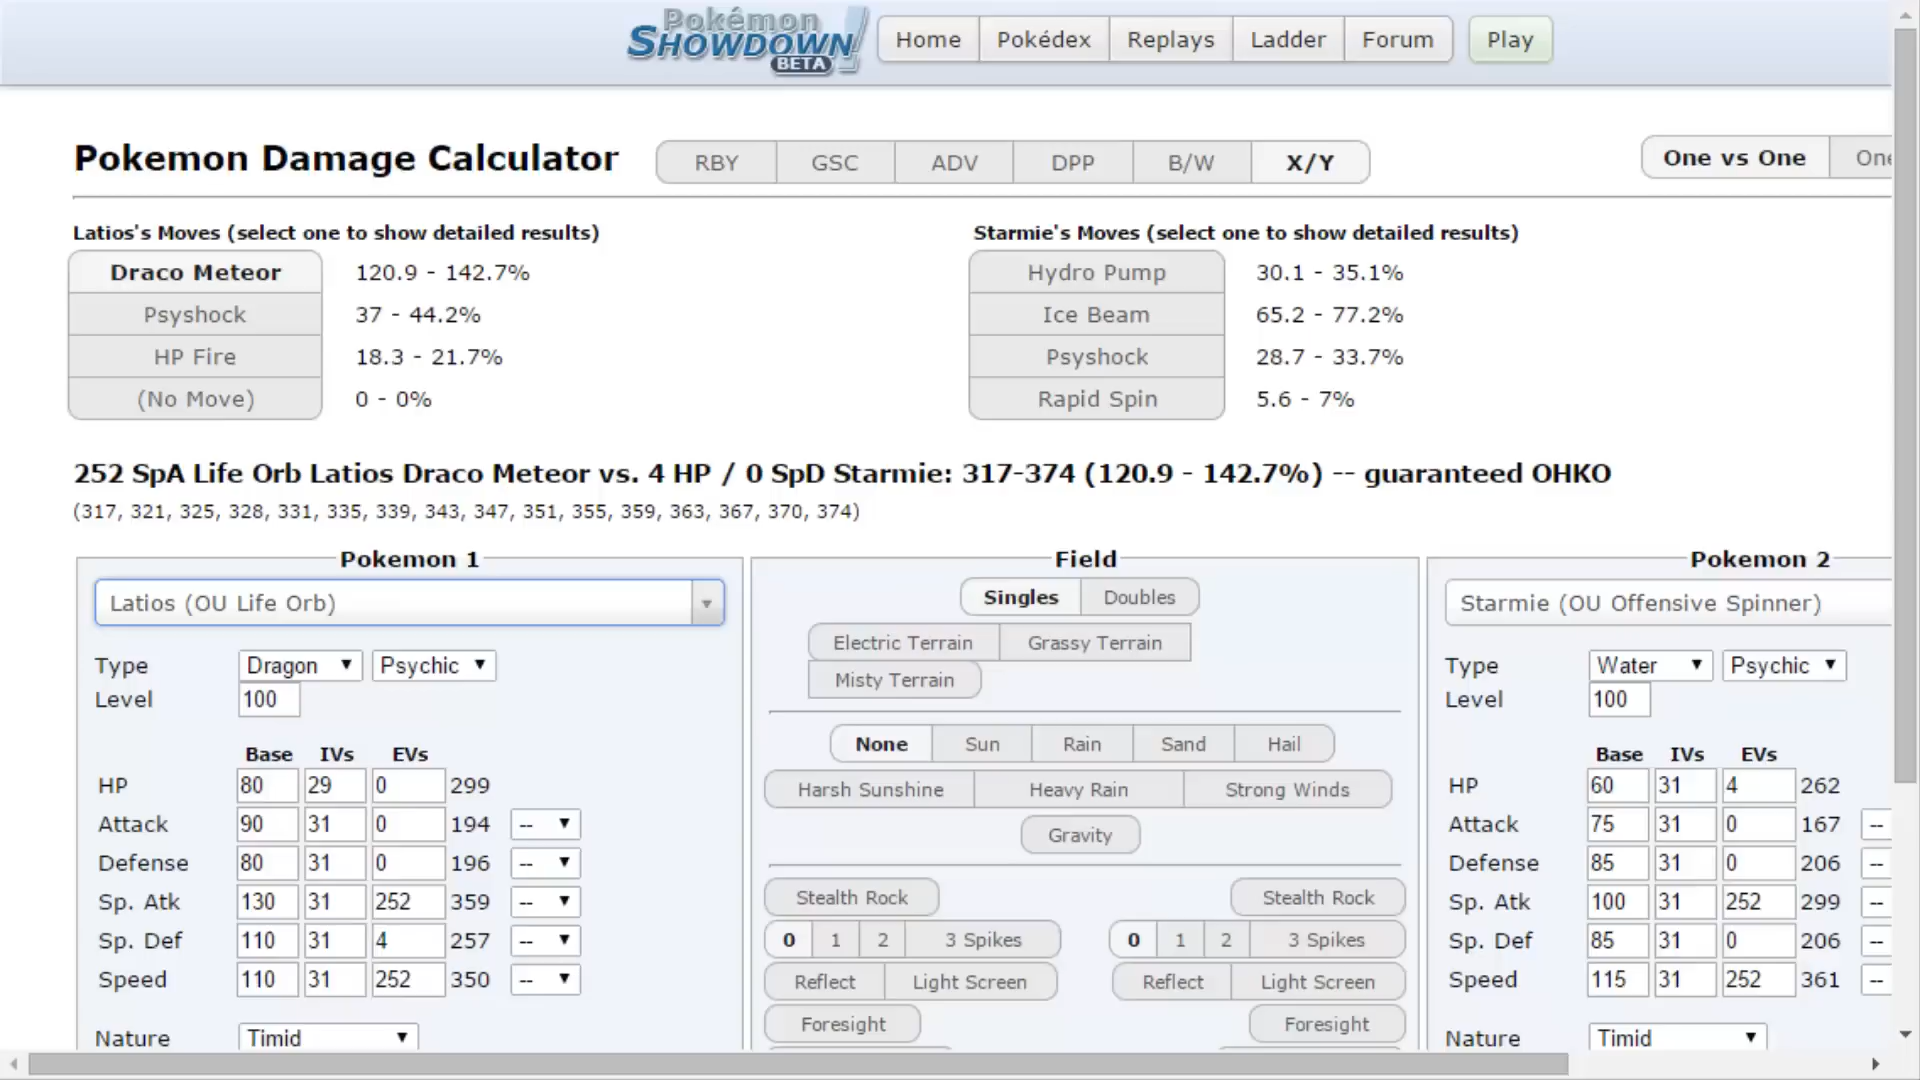 Pokémon Showdown BETA
Home Pokédex Replays Ladder Forum Play
Pokemon Damage Calculator RBY GSC ADV DPP B/W X/Y One vs One
Latios's Moves (select one to show detailed results) Starmie's Moves (select one to show detailed results)
Draco Meteor 120.9 - 142.7% Hydro Pump 30.1 - 35.1%
Psyshock 37 - 44.2% Ice Beam 65.2 - 77.2%
HP Fire 18.3 - 21.7% Psyshock 28.7 - 33.7%
(No Move) 0 - 0% Rapid Spin 5.6 - 7%
252 SpA Life Orb Latios Draco Meteor vs. 4 HP / 0 SpD Starmie: 317-374 (120.9 - 142.7%) -- guaranteed OHKO
(317, 321, 325, 328, 331, 335, 339, 343, 347, 351, 355, 359, 363, 367, 370, 374)
Pokemon 1
Latios (OU Life Orb)
Type Dragon Psychic
Level 100
Base IVs EVs
HP 80 29 0 299
Attack 90 31 0 194 --
Defense 80 31 0 196 --
Sp. Atk 130 31 252 359 --
Sp. Def 110 31 4 257 --
Speed 110 31 252 350 --
Nature Timid
Field
Singles Doubles
Electric Terrain Grassy Terrain
Misty Terrain
None Sun Rain Sand Hail
Harsh Sunshine Heavy Rain Strong Winds
Gravity
Stealth Rock Stealth Rock
0 1 2 3 Spikes 0 1 2 3 Spikes
Reflect Light Screen Reflect Light Screen
Foresight Foresight
Pokemon 2
Starmie (OU Offensive Spinner)
Type Water Psychic
Level 100
Base IVs EVs
HP 60 31 4 262
Attack 75 31 0 167 --
Defense 85 31 0 206 --
Sp. Atk 100 31 252 299 --
Sp. Def 85 31 0 206 --
Speed 115 31 252 361 --
Nature Timid